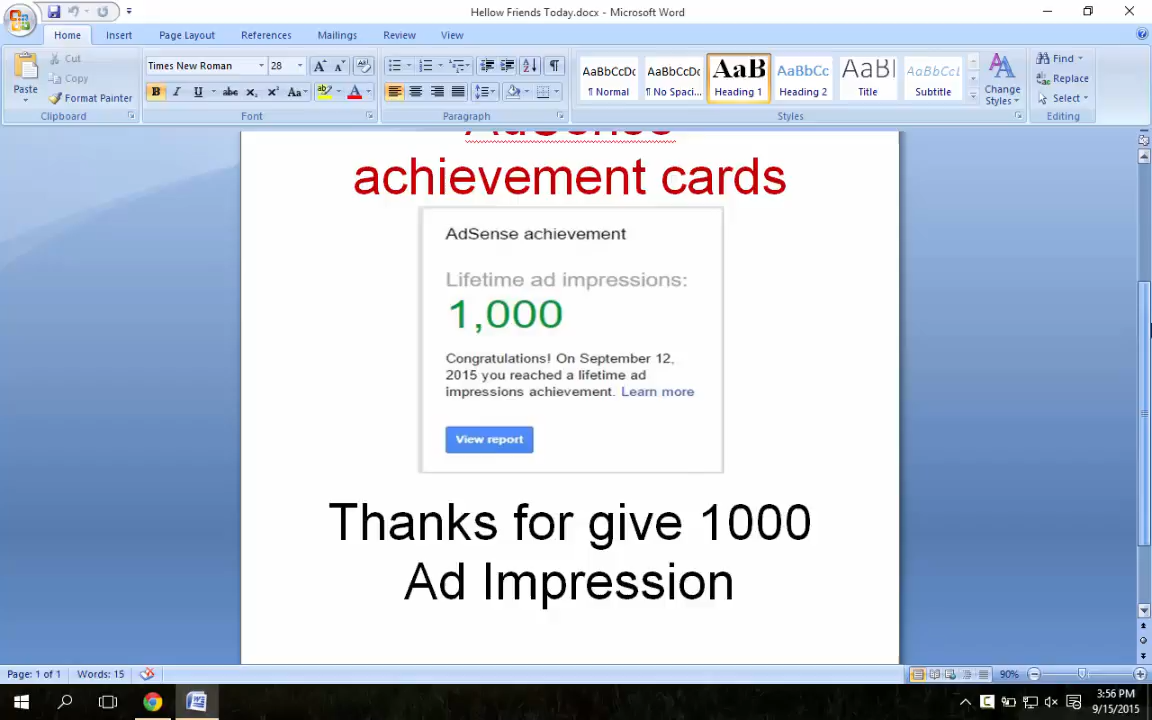 Hellow Friends Today.docx - Microsoft Word
Home Insert Page Layout References Mailings Review View
Paste
Cut
Copy
Format Painter
Clipboard
Times New Roman 28
Font
Paragraph
AaBbCcDc AaBbCcDc AaB AaBbCc AaBl AaBbCcl
¶ Normal ¶ No Spaci... Heading 1 Heading 2 Title Subtitle
Change Styles
Styles
Find
Replace
Select
Editing
AdSense
achievement cards
AdSense achievement
Lifetime ad impressions:
1,000
Congratulations! On September 12,
2015 you reached a lifetime ad
impressions achievement. Learn more
View report
Thanks for give 1000
Ad Impression
Page: 1 of 1 Words: 15 90%
3:56 PM
9/15/2015